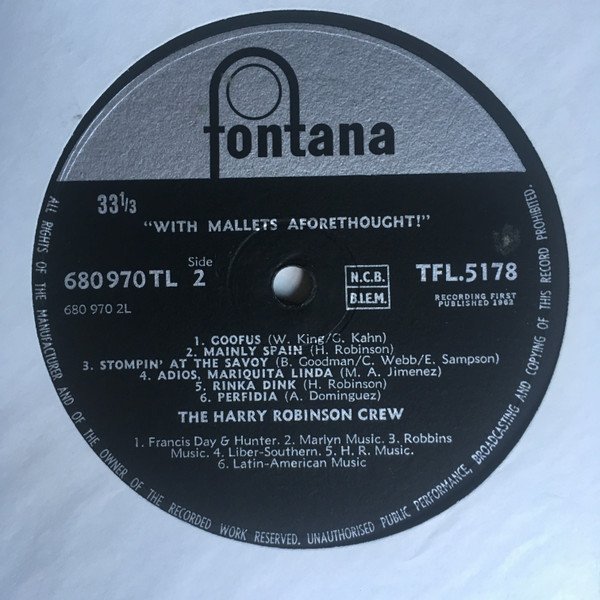 fontana
33 1/3
"WITH MALLETS AFORETHOUGHT!"
Side
680970 TL 2
N.C.B.
B.I.E.M.
TFL.5178
680 970 2L
RECORDING FIRST
PUBLISHED 1962
1. GOOFUS (W. King/G. Kahn)
2. MAINLY SPAIN (H. Robinson)
3. STOMPIN' AT THE SAVOY (B. Goodman/C. Webb/E. Sampson)
4. ADIOS, MARIQUITA LINDA (M. A. Jimenez)
5. RINKA DINK (H. Robinson)
6. PERFIDIA (A. Dominguez)
THE HARRY ROBINSON CREW
1. Francis Day & Hunter. 2. Marlyn Music. 3. Robbins
Music. 4. Liber-Southern. 5. H. R. Music.
6. Latin-American Music
ALL RIGHTS OF THE MANUFACTURER AND OF THE OWNER OF THE RECORDED WORK RESERVED. UNAUTHORISED PUBLIC PERFORMANCE, BROADCASTING AND COPYING OF THIS RECORD PROHIBITED.